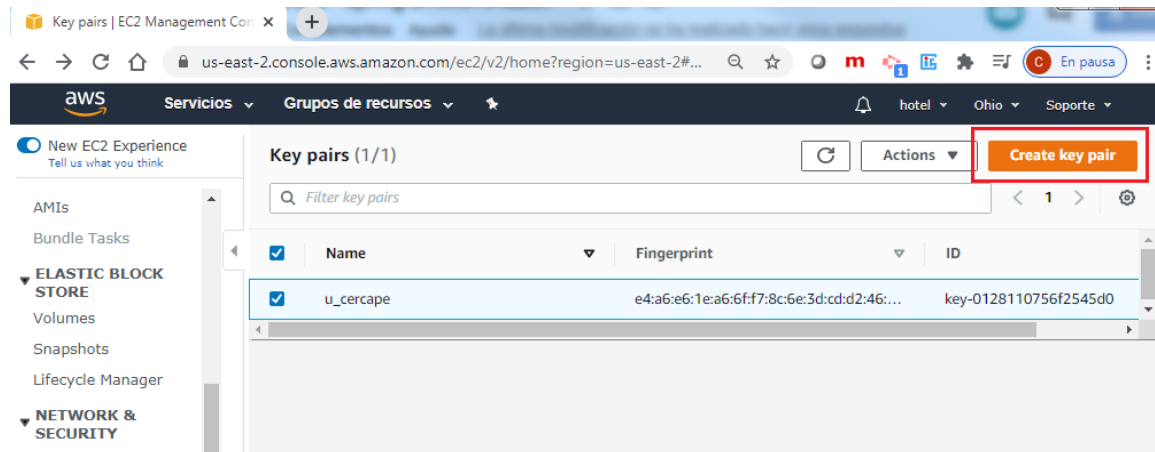 Key pairs | EC2 Management Con
us-east-2.console.aws.amazon.com/ec2/v2/home?region=us-east-2#...
m
1
C En pausa
aws Servicios Grupos de recursos hotel Ohio Soporte
New EC2 Experience
Tell us what you think
AMIs
Bundle Tasks
ELASTIC BLOCK
STORE
Volumes
Snapshots
Lifecycle Manager
NETWORK &
SECURITY
Key pairs (1/1) Actions Create key pair
Filter key pairs 1
Name Fingerprint ID
u_cercape e4:a6:e6:1e:a6:6f:f7:8c:6e:3d:cd:d2:46:... key-0128110756f2545d0